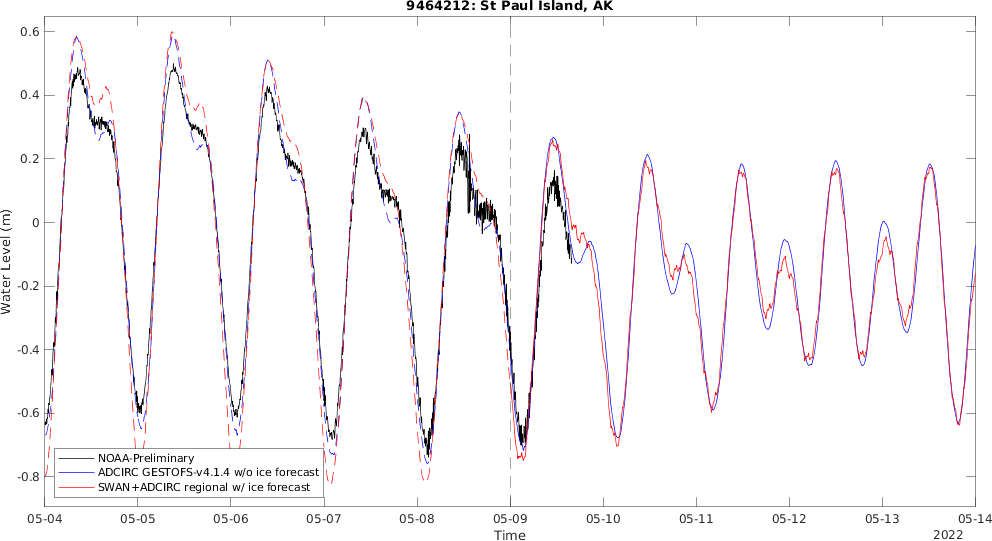 9464212: St Paul Island, AK
0.6
0.4
0.2
0
-0.2
-0.4
-0.6
-0.8
Water Level (m)
NOAA-Preliminary
ADCIRC GESTOFS-v4.1.4 w/o ice forecast
SWAN+ADCIRC regional w/ ice forecast
05-04 05-05 05-06 05-07 05-08 05-09 05-10 05-11 05-12 05-13 05-14
Time
2022